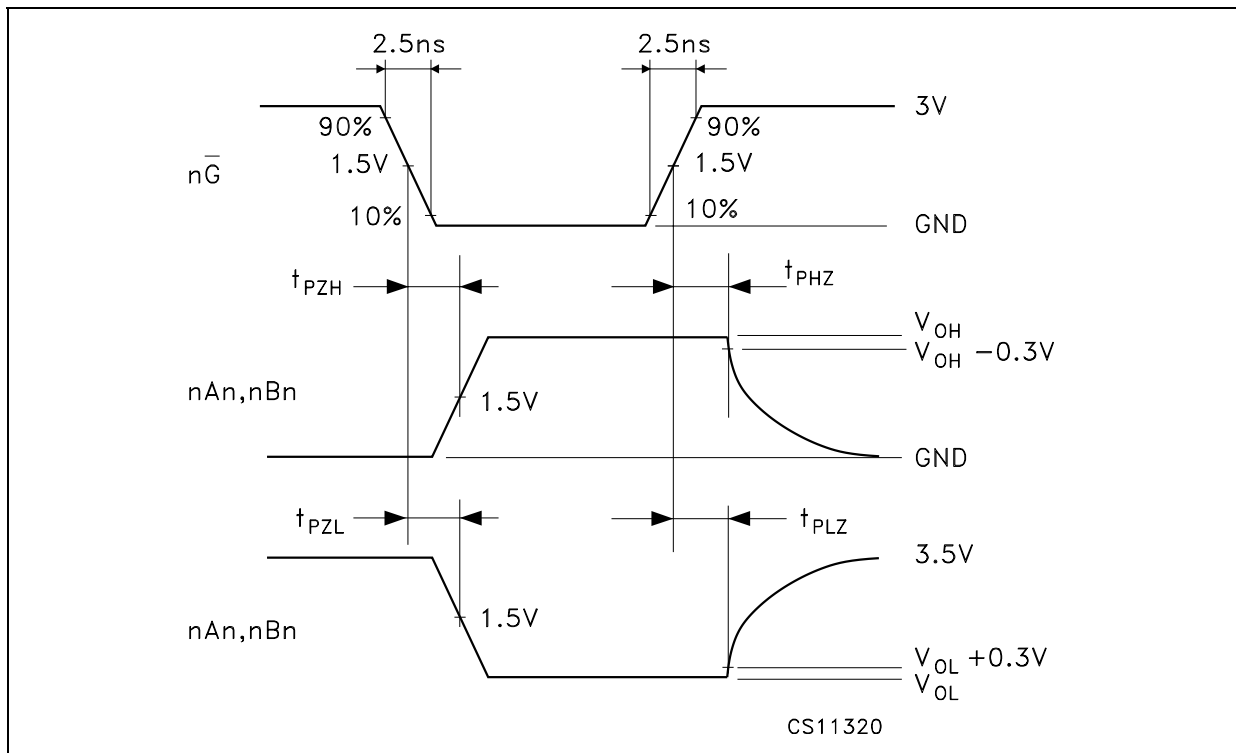 2.5ns 2.5ns
3V
90% 90%
nG̅ 1.5V 1.5V
10% 10%
GND
tPZH tPHZ
VOH
VOH −0.3V
nAn,nBn 1.5V
GND
tPZL tPLZ
3.5V
1.5V
nAn,nBn
VOL +0.3V
VOL
CS11320